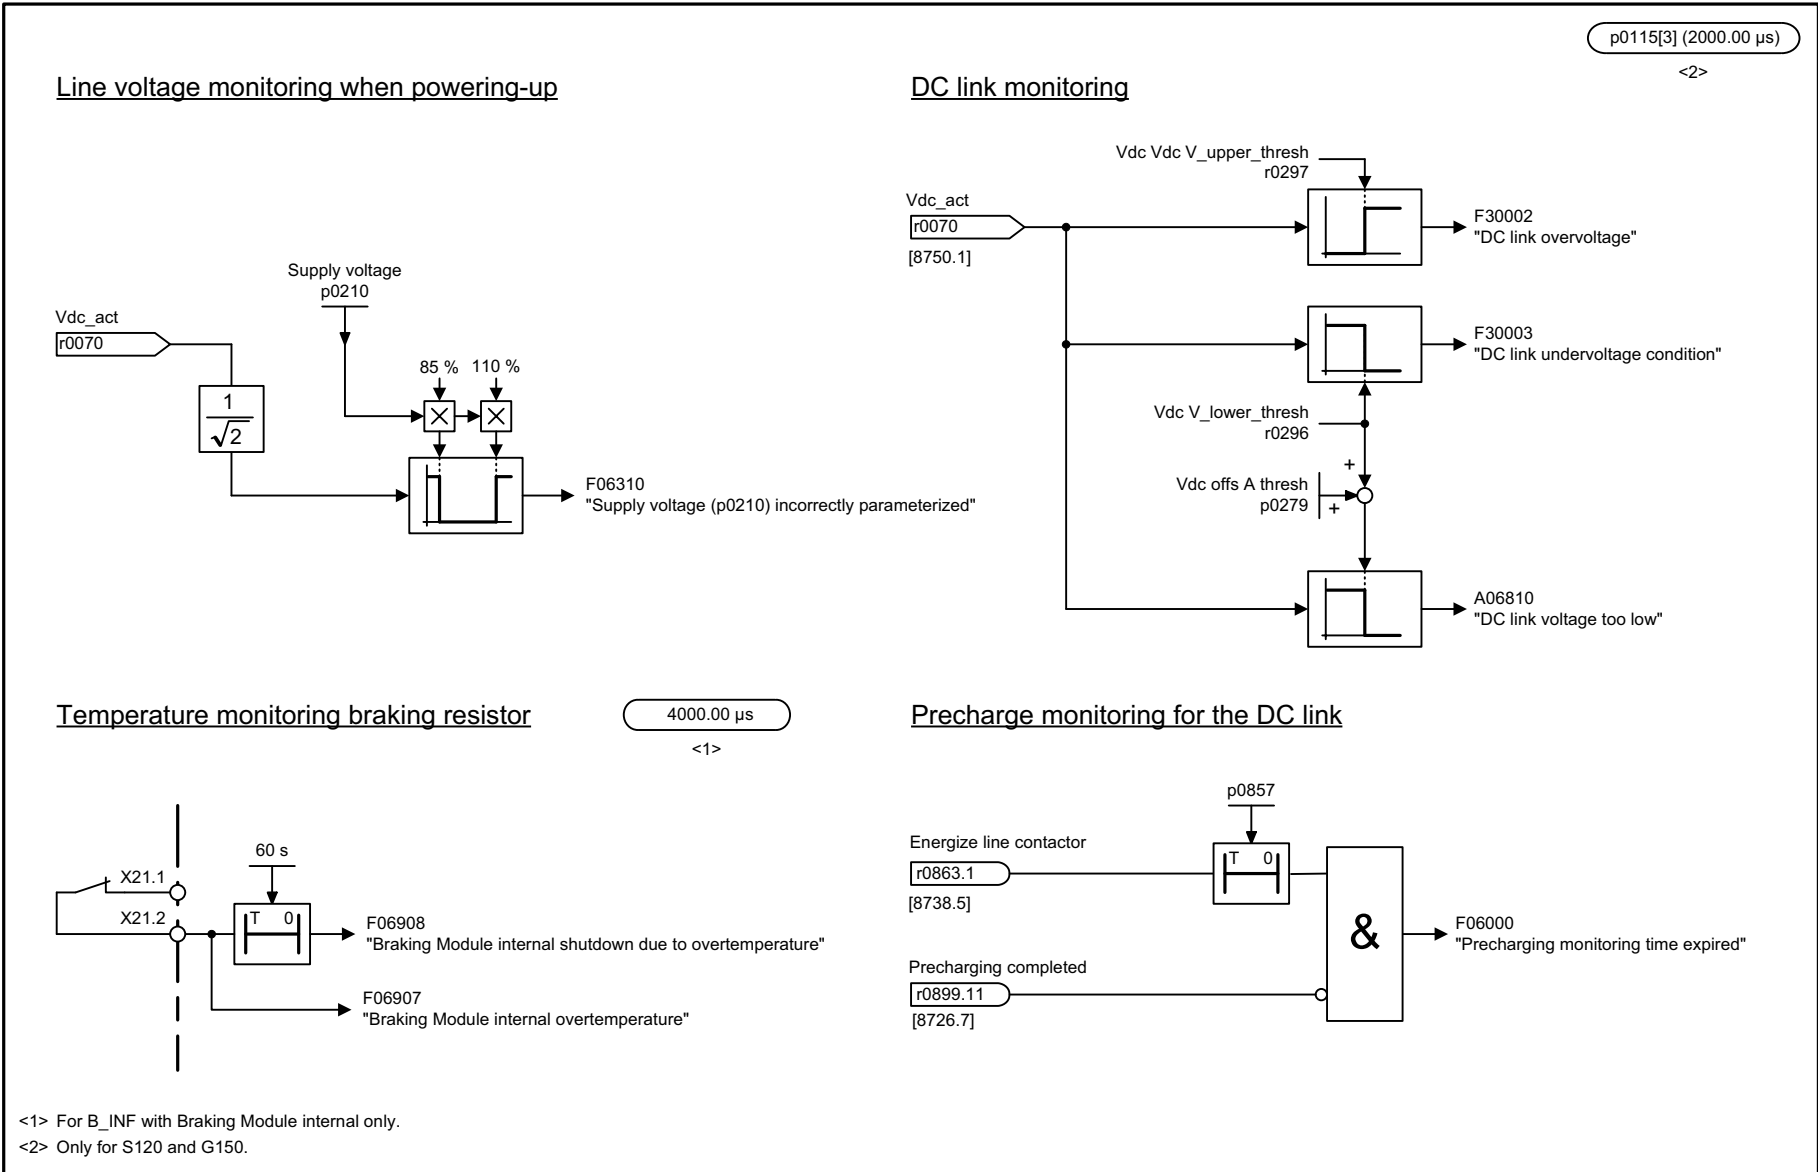 p0115[3] (2000.00 µs)
<2>
Line voltage monitoring when powering-up
Vdc_act
r0070
1
√2
Supply voltage
p0210
85 %
110 %
F06310
"Supply voltage (p0210) incorrectly parameterized"
DC link monitoring
Vdc_act
r0070
[8750.1]
Vdc Vdc V_upper_thresh
r0297
F30002
"DC link overvoltage"
F30003
"DC link undervoltage condition"
Vdc V_lower_thresh
r0296
+
Vdc offs A thresh
p0279
+
A06810
"DC link voltage too low"
Temperature monitoring braking resistor
4000.00 µs
<1>
X21.1
X21.2
60 s
T 0
F06908
"Braking Module internal shutdown due to overtemperature"
F06907
"Braking Module internal overtemperature"
Precharge monitoring for the DC link
p0857
Energize line contactor
r0863.1
[8738.5]
T 0
Precharging completed
r0899.11
[8726.7]
&
F06000
"Precharging monitoring time expired"
<1> For B_INF with Braking Module internal only.
<2> Only for S120 and G150.